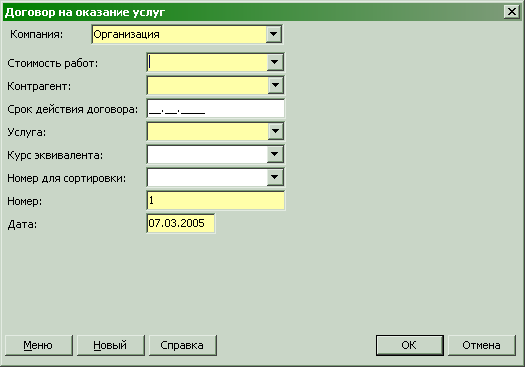 Договор на оказание услуг
Компания: Организация
Стоимость работ:
Контрагент:
Срок действия договора: __.__.____
Услуга:
Курс эквивалента:
Номер для сортировки:
Номер: 1
Дата: 07.03.2005
Меню Новый Справка OK Отмена